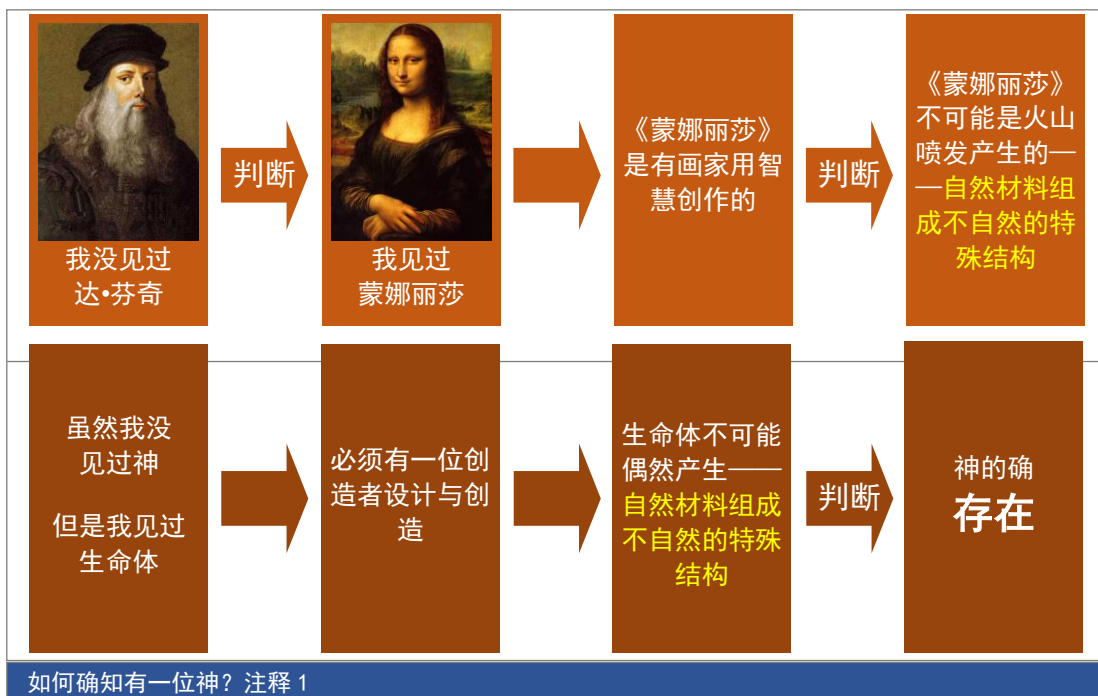 我没见过
达•芬奇
判断
我见过
蒙娜丽莎
《蒙娜丽莎》
是有画家用智
慧创作的
判断
《蒙娜丽莎》
不可能是火山
喷发产生的—
—自然材料组
成不自然的特
殊结构
虽然我没
见过神
但是我见过
生命体
必须有一位创
造者设计与创
造
生命体不可能
偶然产生——
自然材料组成
不自然的特殊
结构
判断
神的确
存在
如何确知有一位神？注释 1